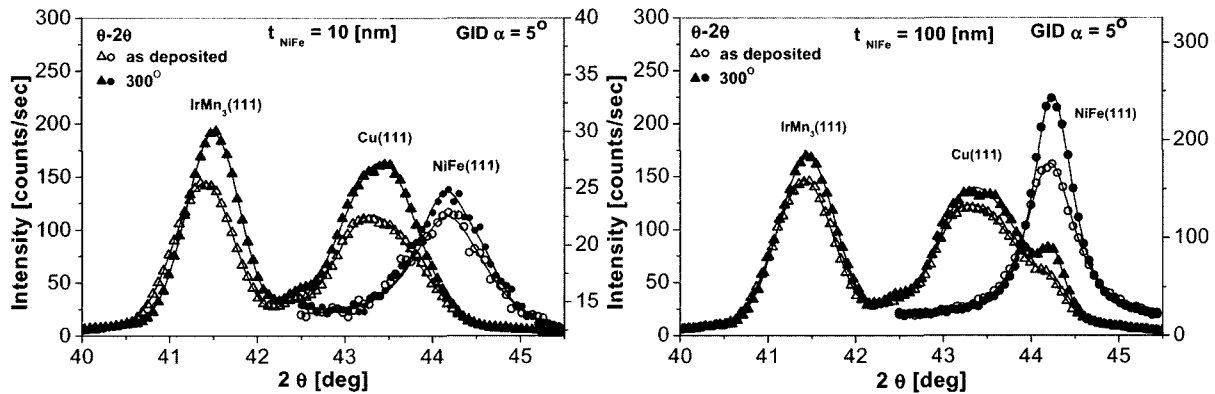 300
250
200
150
100
50
0
Intensity [counts/sec]
θ-2θ
t NiFe = 10 [nm]
GID α = 5°
as deposited
300°
IrMn3(111)
Cu(111)
NiFe(111)
40
35
30
25
20
15
40 41 42 43 44 45
2 θ [deg]
300
250
200
150
100
50
0
Intensity [counts/sec]
θ-2θ
t NiFe = 100 [nm]
GID α = 5°
as deposited
300°
IrMn3(111)
Cu(111)
NiFe(111)
300
200
100
0
40 41 42 43 44 45
2 θ [deg]